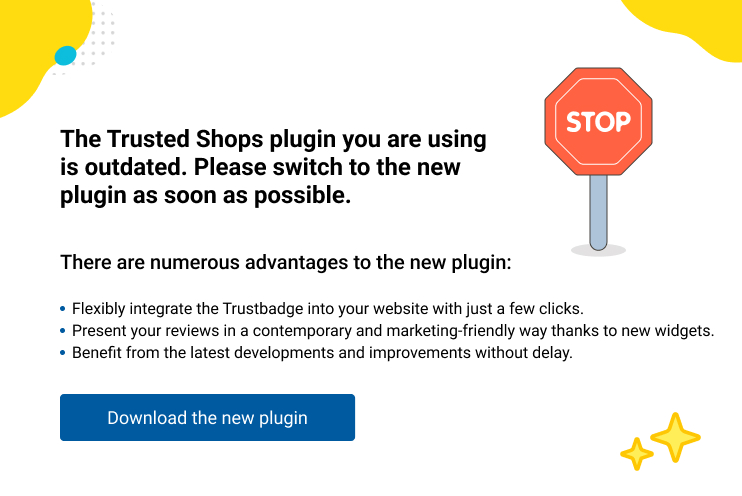 STOP
The Trusted Shops plugin you are using
is outdated. Please switch to the new
plugin as soon as possible.
There are numerous advantages to the new plugin:
• Flexibly integrate the Trustbadge into your website with just a few clicks.
• Present your reviews in a contemporary and marketing-friendly way thanks to new widgets.
• Benefit from the latest developments and improvements without delay.
Download the new plugin